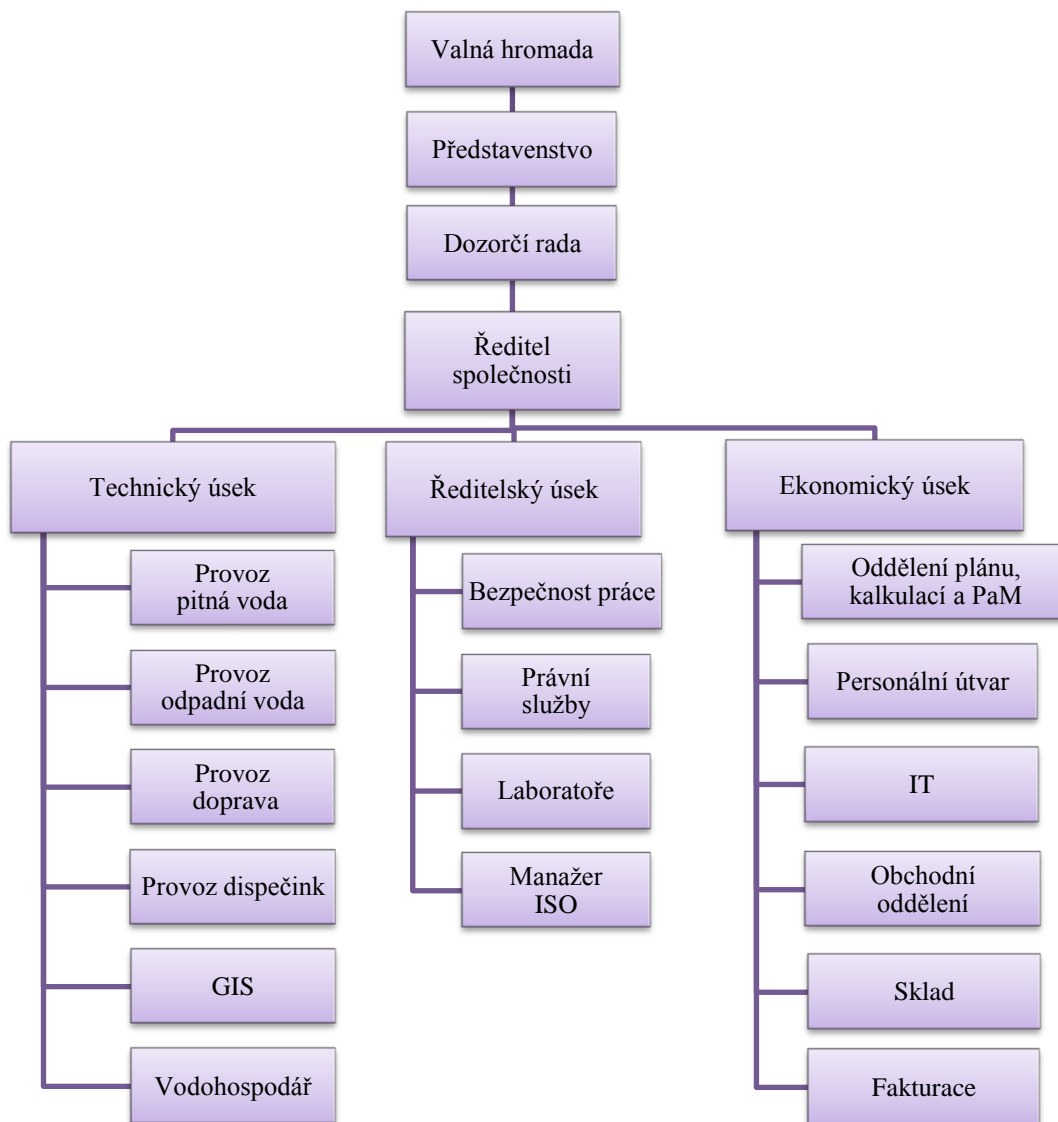 Valná hromada
Představenstvo
Dozorčí rada
Ředitel
společnosti
Technický úsek
Provoz
pitná voda
Provoz
odpadní voda
Provoz
doprava
Provoz dispečink
GIS
Vodohospodář
Ředitelský úsek
Bezpečnost práce
Právní
služby
Laboratoře
Manažer
ISO
Ekonomický úsek
Oddělení plánu,
kalkulací a PaM
Personální útvar
IT
Obchodní
oddělení
Sklad
Fakturace